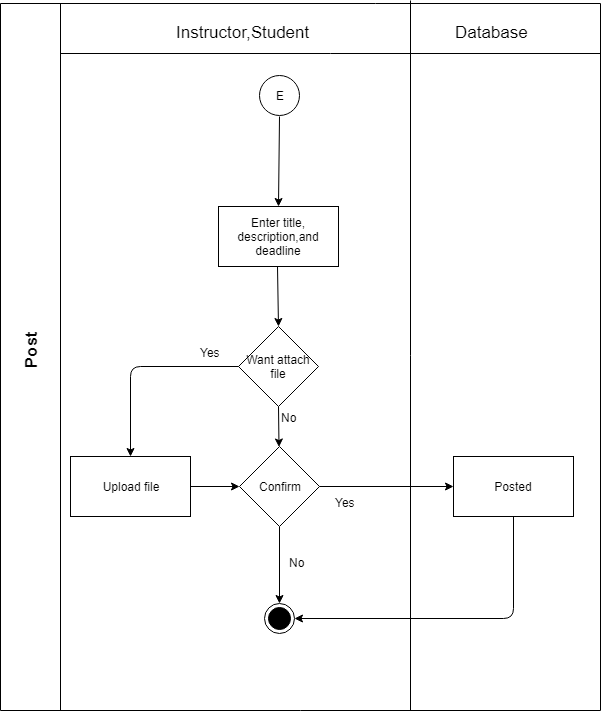 Instructor,Student
Database
Post
E
Enter title,
description,and
deadline
Want attach
file
Yes
No
Upload file
Confirm
Yes
Posted
No